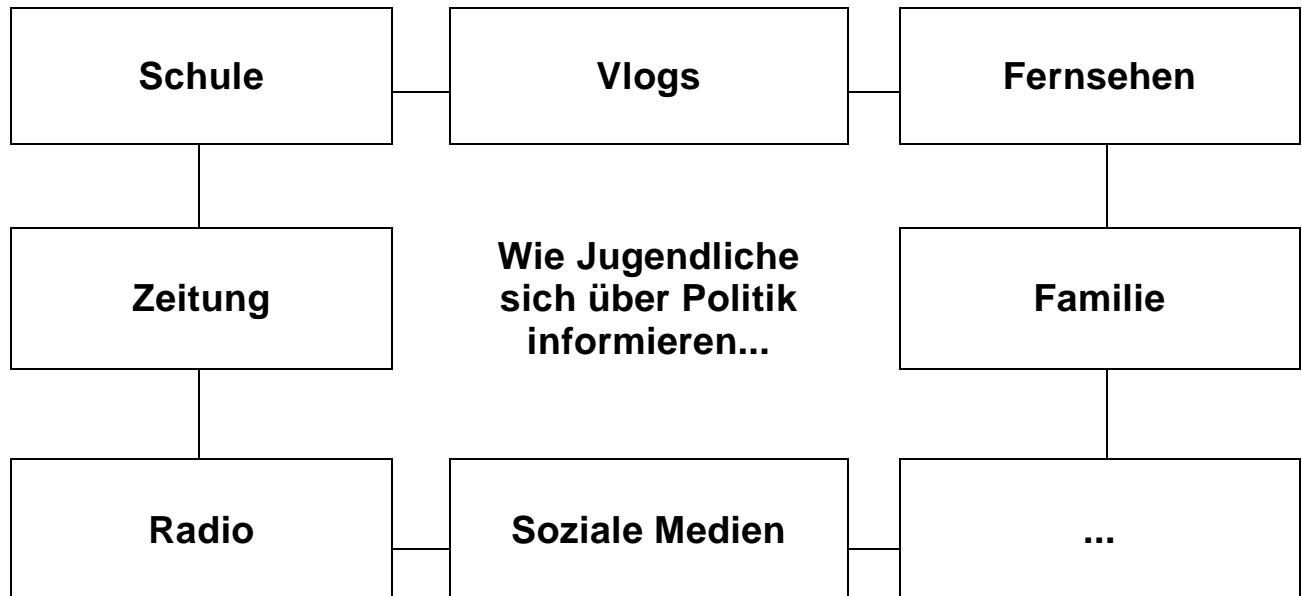 Schule
Vlogs
Fernsehen
Zeitung
Wie Jugendliche
sich über Politik
informieren...
Familie
Radio
Soziale Medien
...